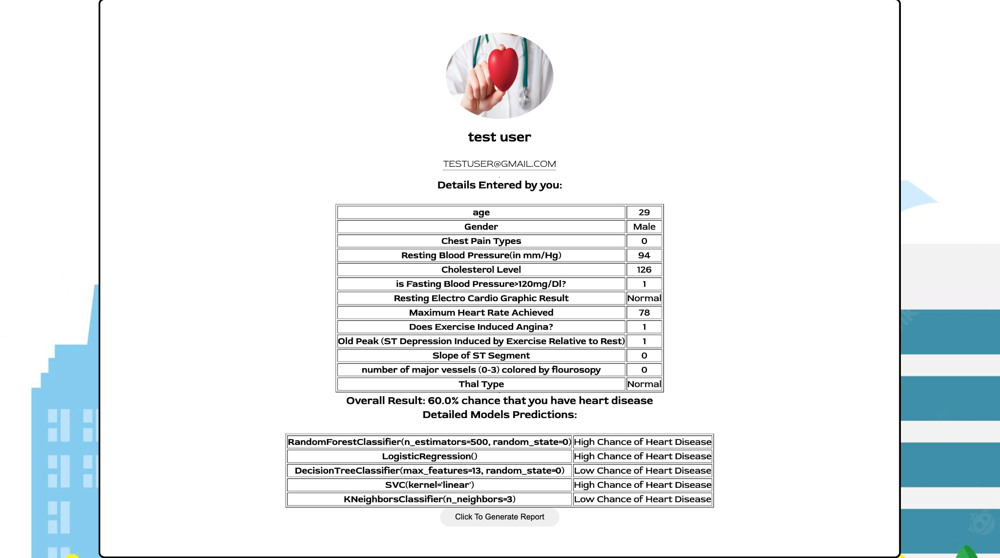 test user
TESTUSER@GMAIL.COM
Details Entered by you:
age 29
Gender Male
Chest Pain Types 0
Resting Blood Pressure(in mm/Hg) 94
Cholesterol Level 126
is Fasting Blood Pressure>120mg/Dl? 1
Resting Electro Cardio Graphic Result Normal
Maximum Heart Rate Achieved 78
Does Exercise Induced Angina? 1
Old Peak (ST Depression Induced by Exercise Relative to Rest) 1
Slope of ST Segment 0
number of major vessels (0-3) colored by flourosopy 0
Thal Type Normal
Overall Result: 60.0% chance that you have heart disease
Detailed Models Predictions:
RandomForestClassifier(n_estimators=500, random_state=0) High Chance of Heart Disease
LogisticRegression() High Chance of Heart Disease
DecisionTreeClassifier(max_features=13, random_state=0) Low Chance of Heart Disease
SVC(kernel='linear') High Chance of Heart Disease
KNeighborsClassifier(n_neighbors=3) Low Chance of Heart Disease
Click To Generate Report